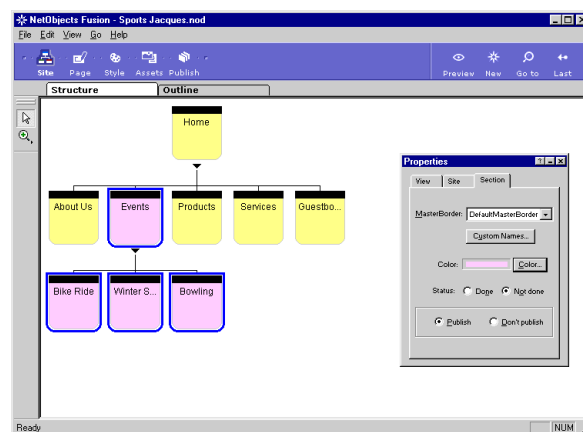 NetObjects Fusion - Sports Jacques.nod
File Edit View Go Help
Site Page Style Assets Publish
Preview New Go to Last
Structure Outline
Home
About Us Events Products Services Guestbo...
Bike Ride Winter S... Bowling
Properties
View Site Section
MasterBorder: DefaultMasterBorder
Custom Names...
Color: Color...
Status: Done Not done
Publish Don't publish
Ready NUM